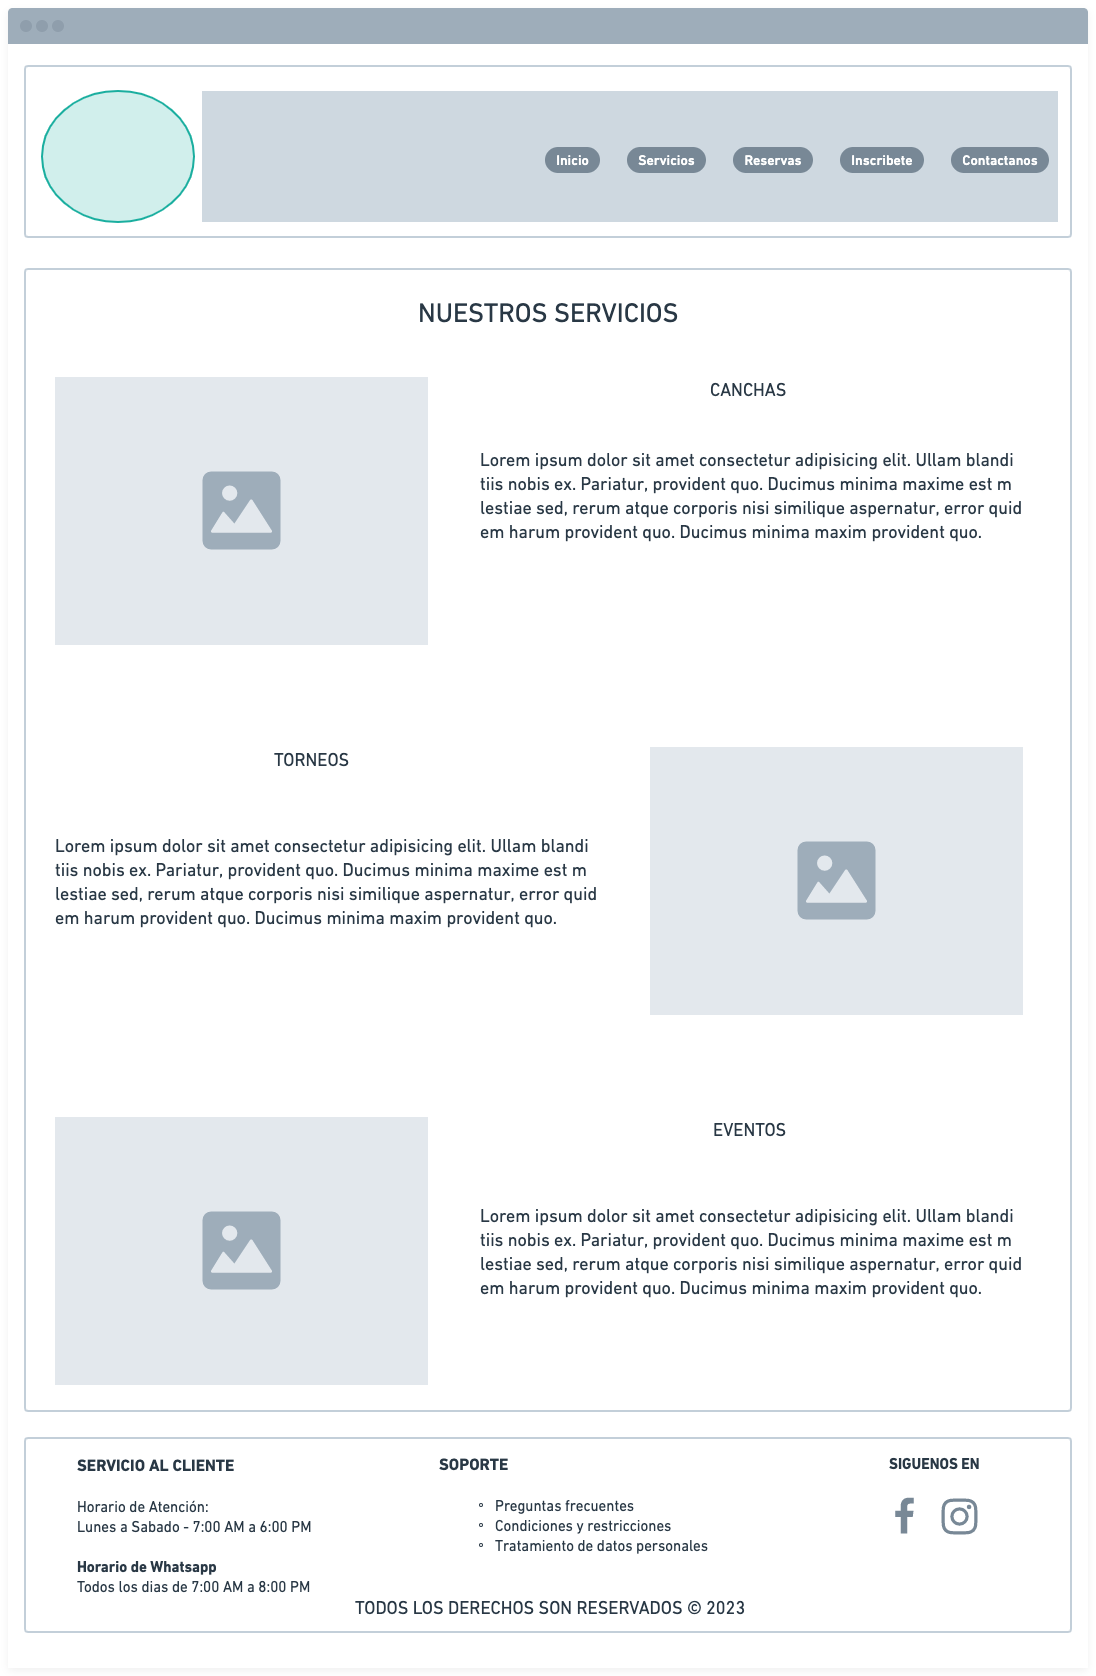 Inicio
Servicios
Reservas
Inscribete
Contactanos
NUESTROS SERVICIOS
CANCHAS
Lorem ipsum dolor sit amet consectetur adipisicing elit. Ullam blandi
tiis nobis ex. Pariatur, provident quo. Ducimus minima maxime est m
lestiae sed, rerum atque corporis nisi similique aspernatur, error quid
em harum provident quo. Ducimus minima maxim provident quo.
TORNEOS
Lorem ipsum dolor sit amet consectetur adipisicing elit. Ullam blandi
tiis nobis ex. Pariatur, provident quo. Ducimus minima maxime est m
lestiae sed, rerum atque corporis nisi similique aspernatur, error quid
em harum provident quo. Ducimus minima maxim provident quo.
EVENTOS
Lorem ipsum dolor sit amet consectetur adipisicing elit. Ullam blandi
tiis nobis ex. Pariatur, provident quo. Ducimus minima maxime est m
lestiae sed, rerum atque corporis nisi similique aspernatur, error quid
em harum provident quo. Ducimus minima maxim provident quo.
SERVICIO AL CLIENTE
Horario de Atención:
Lunes a Sabado - 7:00 AM a 6:00 PM
Horario de Whatsapp
Todos los dias de 7:00 AM a 8:00 PM
SOPORTE
Preguntas frecuentes
Condiciones y restricciones
Tratamiento de datos personales
SIGUENOS EN
TODOS LOS DERECHOS SON RESERVADOS © 2023